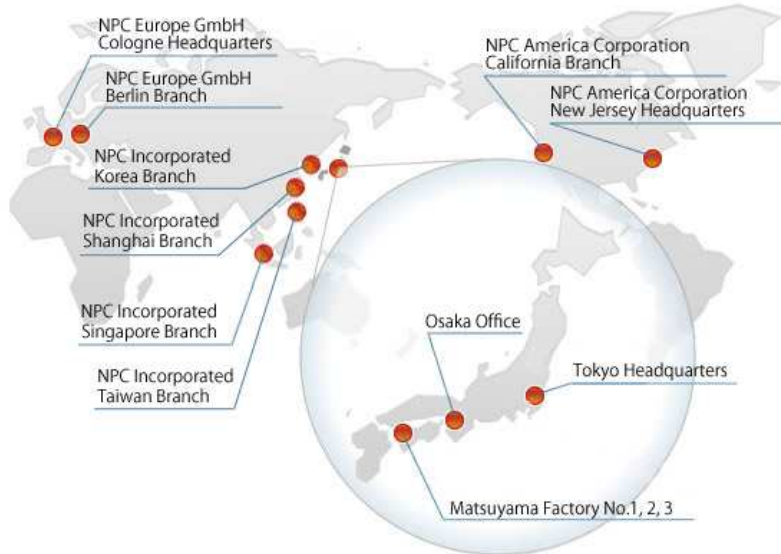 NPC Europe GmbH
Cologne Headquarters
NPC Europe GmbH
Berlin Branch
NPC Incorporated
Korea Branch
NPC Incorporated
Shanghai Branch
NPC Incorporated
Singapore Branch
NPC Incorporated
Taiwan Branch
NPC America Corporation
California Branch
NPC America Corporation
New Jersey Headquarters
Osaka Office
Tokyo Headquarters
Matsuyama Factory No.1, 2, 3